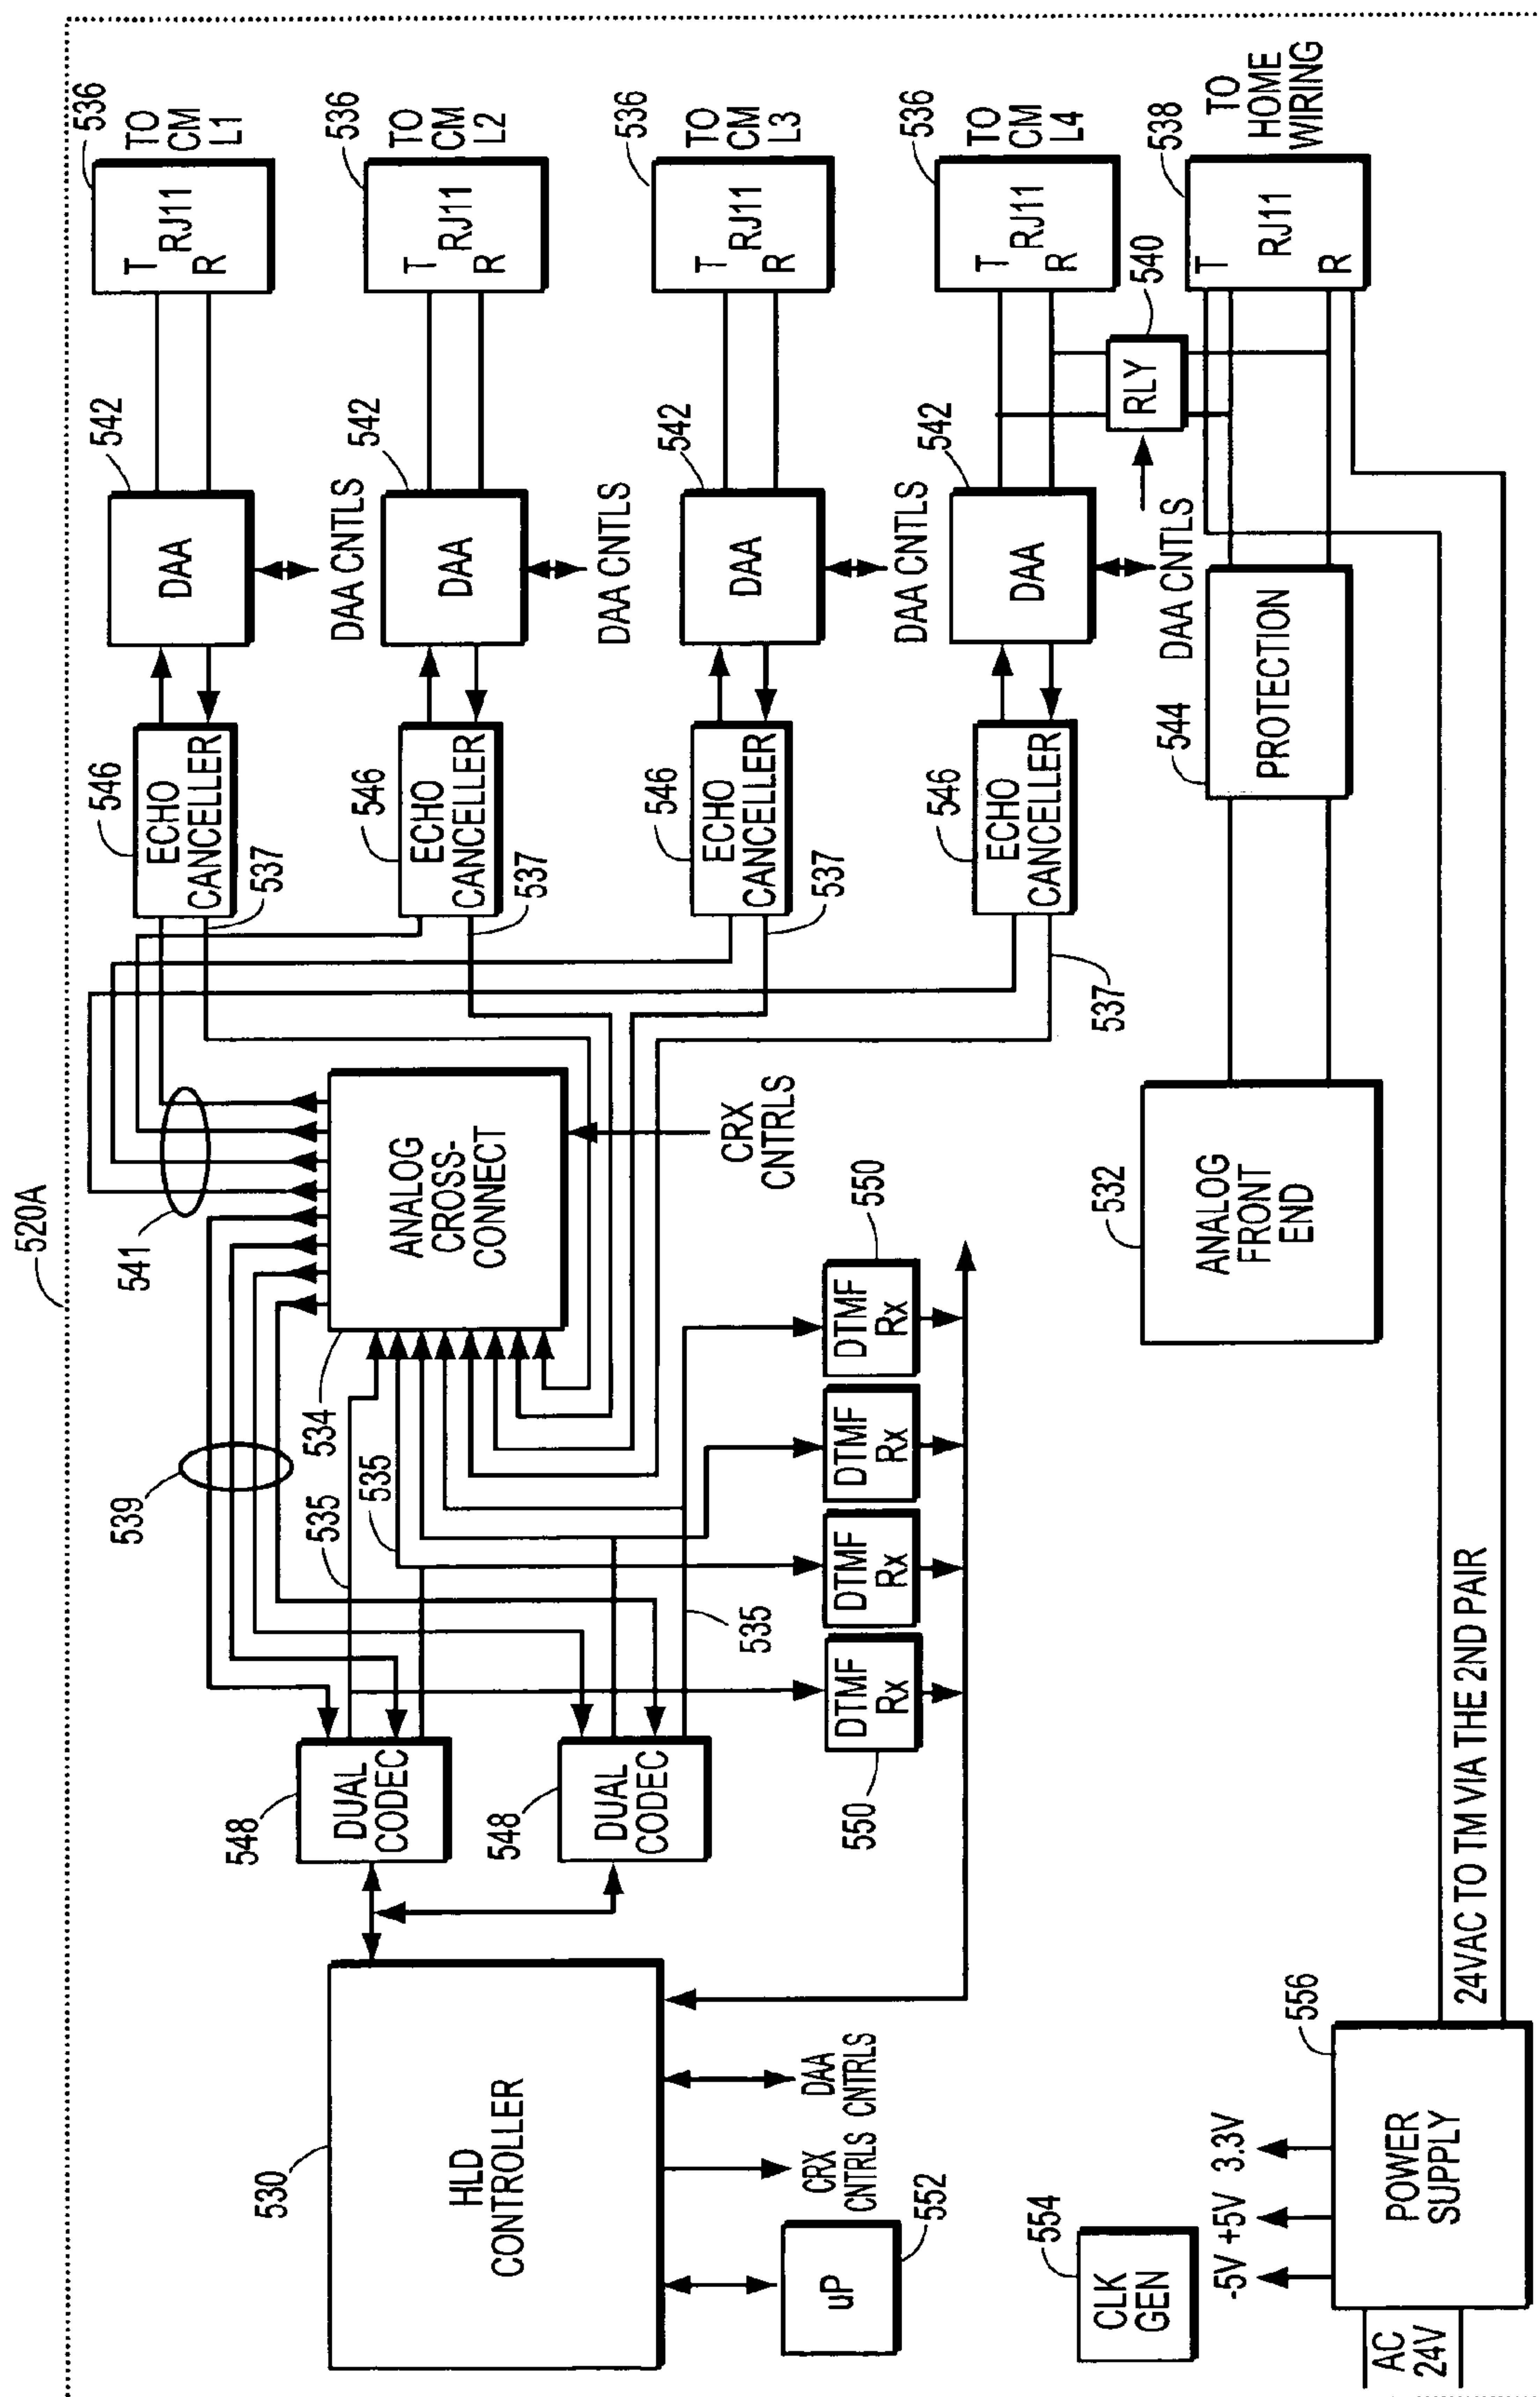 520A
536
TO
CM
L1
T
RJ11
R
542
DAA
DAA CNTLS
546
ECHO
CANCELLER
537
536
TO
CM
L2
T
RJ11
R
542
DAA
DAA CNTLS
546
ECHO
CANCELLER
537
536
TO
CM
L3
T
RJ11
R
542
DAA
DAA CNTLS
546
ECHO
CANCELLER
537
536
TO
CM
L4
T
RJ11
R
542
DAA
DAA CNTLS
546
ECHO
CANCELLER
537
538
TO
HOME
WIRING
T
RJ11
R
540
RLY
544
PROTECTION
532
ANALOG
FRONT
END
541
534
ANALOG
CROSS-
CONNECT
CRX
CNTRLS
539
535
535
535
550
DTMF
Rx
DTMF
Rx
DTMF
Rx
DTMF
Rx
550
548
DUAL
CODEC
548
DUAL
CODEC
530
HLD
CONTROLLER
DAA
CNTRLS
CRX
CNTRLS
552
uP
554
CLK
GEN
556
POWER
SUPPLY
-5V +5V 3.3V
AC
24V
24VAC TO TM VIA THE 2ND PAIR